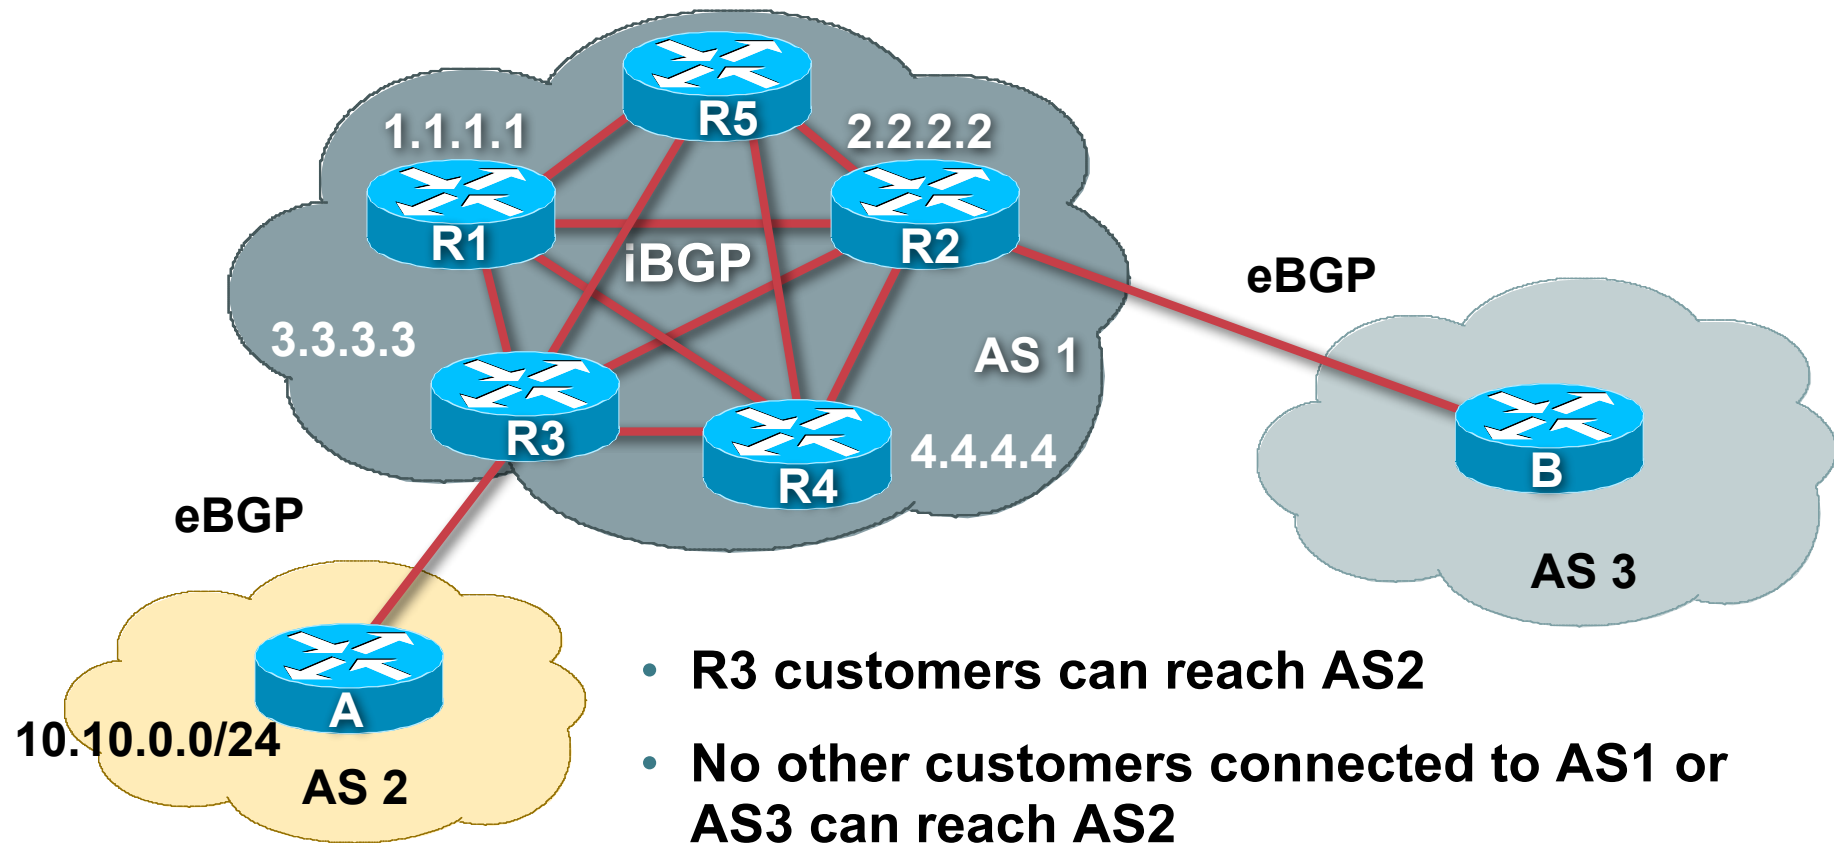 R5
1.1.1.1
2.2.2.2
R1
R2
iBGP
eBGP
3.3.3.3
AS 1
R3
R4
4.4.4.4
B
eBGP
AS 3
A
10.10.0.0/24
AS 2
• R3 customers can reach AS2
• No other customers connected to AS1 or
AS3 can reach AS2